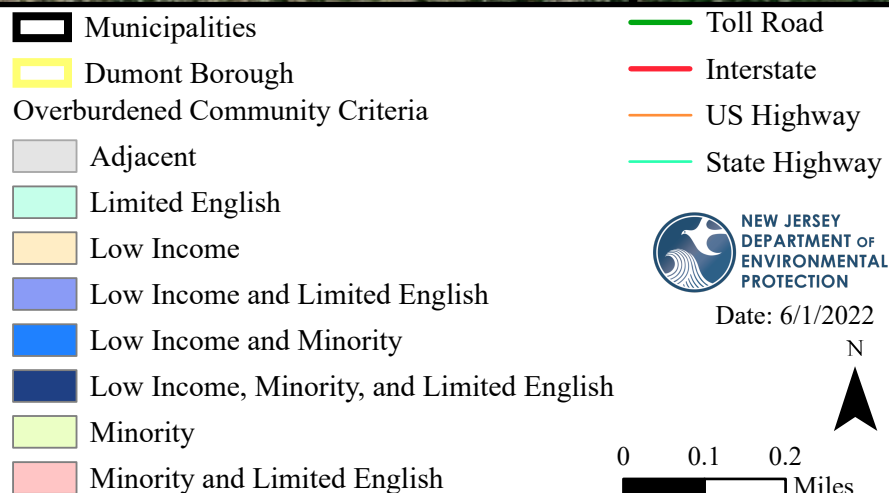 Municipalities
Dumont Borough
Overburdened Community Criteria
Adjacent
Limited English
Low Income
Low Income and Limited English
Low Income and Minority
Low Income, Minority, and Limited English
Minority
Minority and Limited English
Toll Road
Interstate
US Highway
State Highway
NEW JERSEY
DEPARTMENT OF
ENVIRONMENTAL
PROTECTION
Date: 6/1/2022
N
0 0.1 0.2
Miles